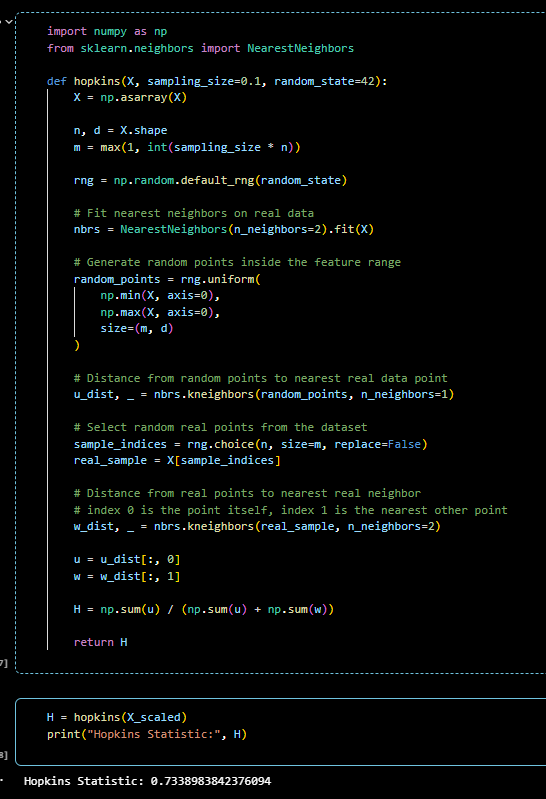 import numpy as np
from sklearn.neighbors import NearestNeighbors

def hopkins(X, sampling_size=0.1, random_state=42):
    X = np.asarray(X)

    n, d = X.shape
    m = max(1, int(sampling_size * n))

    rng = np.random.default_rng(random_state)

    # Fit nearest neighbors on real data
    nbrs = NearestNeighbors(n_neighbors=2).fit(X)

    # Generate random points inside the feature range
    random_points = rng.uniform(
        np.min(X, axis=0),
        np.max(X, axis=0),
        size=(m, d)
    )

    # Distance from random points to nearest real data point
    u_dist, _ = nbrs.kneighbors(random_points, n_neighbors=1)

    # Select random real points from the dataset
    sample_indices = rng.choice(n, size=m, replace=False)
    real_sample = X[sample_indices]

    # Distance from real points to nearest real neighbor
    # index 0 is the point itself, index 1 is the nearest other point
    w_dist, _ = nbrs.kneighbors(real_sample, n_neighbors=2)

    u = u_dist[:, 0]
    w = w_dist[:, 1]

    H = np.sum(u) / (np.sum(u) + np.sum(w))

    return H
7]
H = hopkins(X_scaled)
print("Hopkins Statistic:", H)
8]
Hopkins Statistic: 0.7338983842376094